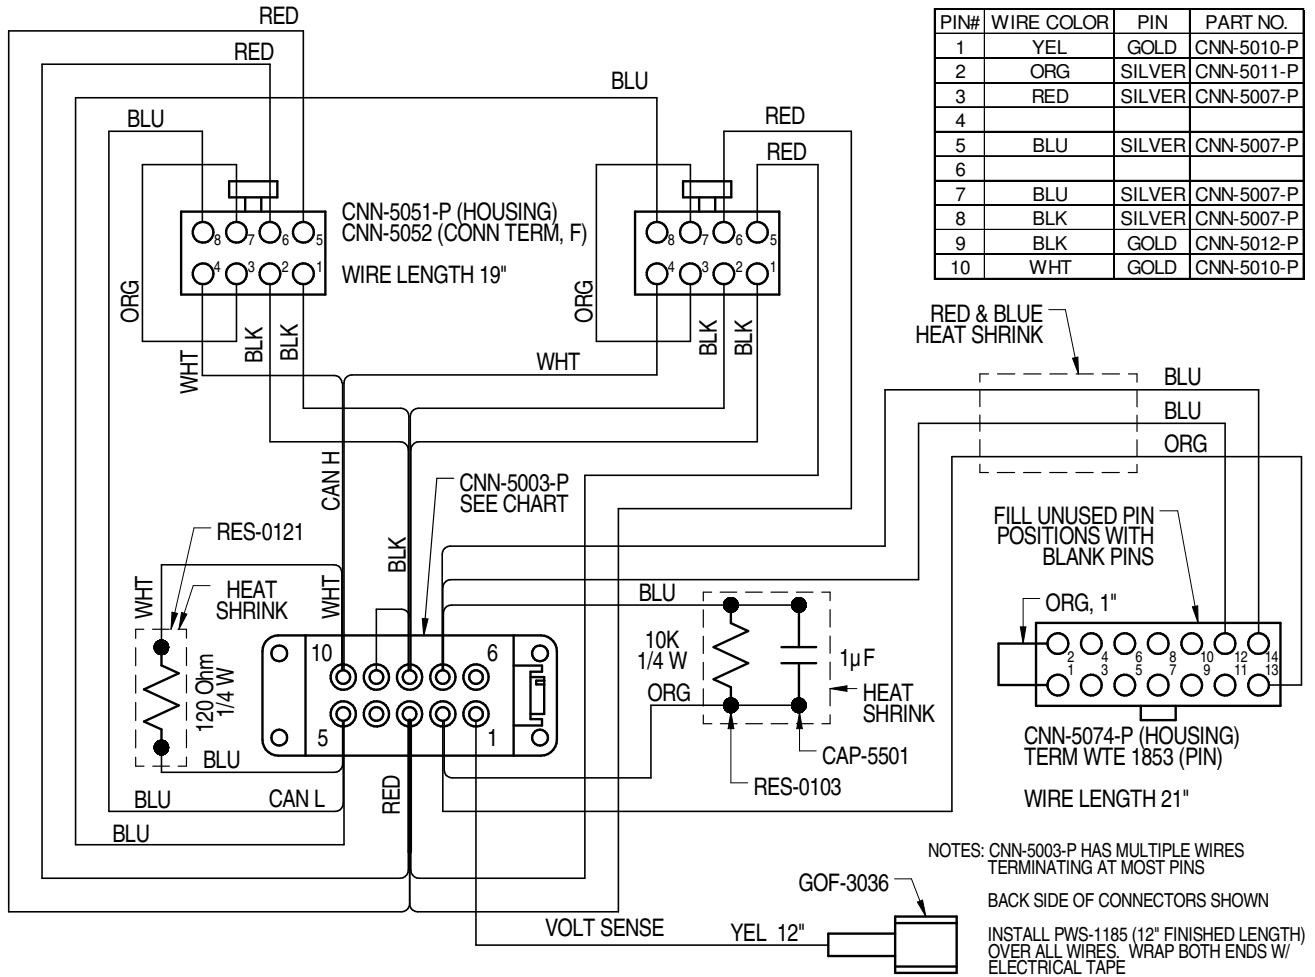 RED
RED
BLU
BLU
RED
RED
PIN# WIRE COLOR PIN PART NO.
1 YEL GOLD CNN-5010-P
2 ORG SILVER CNN-5011-P
3 RED SILVER CNN-5007-P
4
5 BLU SILVER CNN-5007-P
6
7 BLU SILVER CNN-5007-P
8 BLK SILVER CNN-5007-P
9 BLK GOLD CNN-5012-P
10 WHT GOLD CNN-5010-P
8 7 6 5
4 3 2 1
CNN-5051-P (HOUSING)
CNN-5052 (CONN TERM, F)
WIRE LENGTH 19"
8 7 6 5
4 3 2 1
ORG
WHT
BLK
BLK
ORG
BLK
BLK
WHT
RED & BLUE
HEAT SHRINK
BLU
BLU
ORG
CAN H
CNN-5003-P
SEE CHART
RES-0121
BLK
WHT
HEAT
SHRINK
WHT
120 Ohm
1/4 W
10 6
5 1
BLU
10K
1/4 W
1µF
ORG
HEAT
SHRINK
CAP-5501
RES-0103
FILL UNUSED PIN
POSITIONS WITH
BLANK PINS
ORG, 1"
2 4 6 8 10 12 14
1 3 5 7 9 11 13
CNN-5074-P (HOUSING)
TERM WTE 1853 (PIN)
WIRE LENGTH 21"
BLU
BLU
CAN L
RED
BLU
VOLT SENSE
YEL 12"
GOF-3036
NOTES: CNN-5003-P HAS MULTIPLE WIRES
TERMINATING AT MOST PINS
BACK SIDE OF CONNECTORS SHOWN
INSTALL PWS-1185 (12" FINISHED LENGTH)
OVER ALL WIRES. WRAP BOTH ENDS W/
ELECTRICAL TAPE